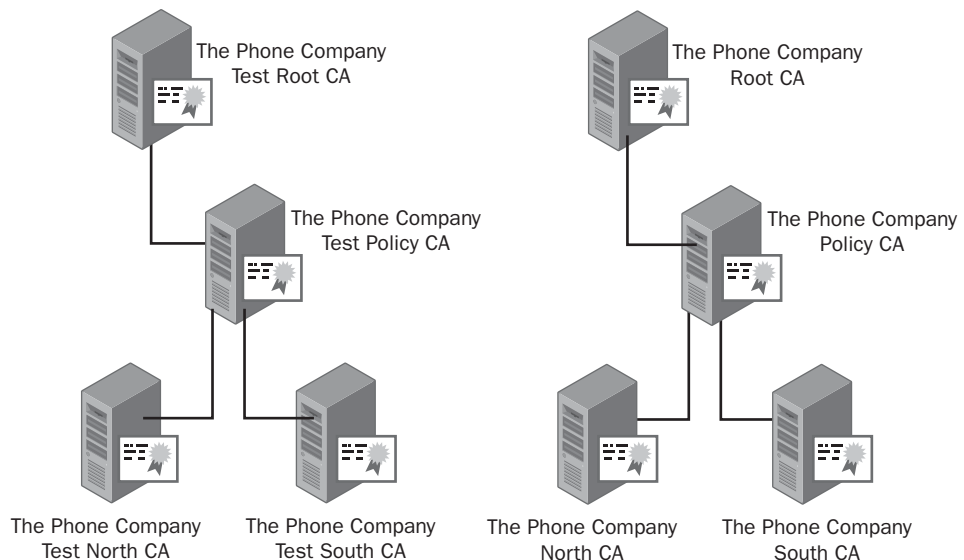 The Phone Company
Test Root CA
The Phone Company
Root CA
The Phone Company
Test Policy CA
The Phone Company
Policy CA
The Phone Company
Test North CA
The Phone Company
Test South CA
The Phone Company
North CA
The Phone Company
South CA